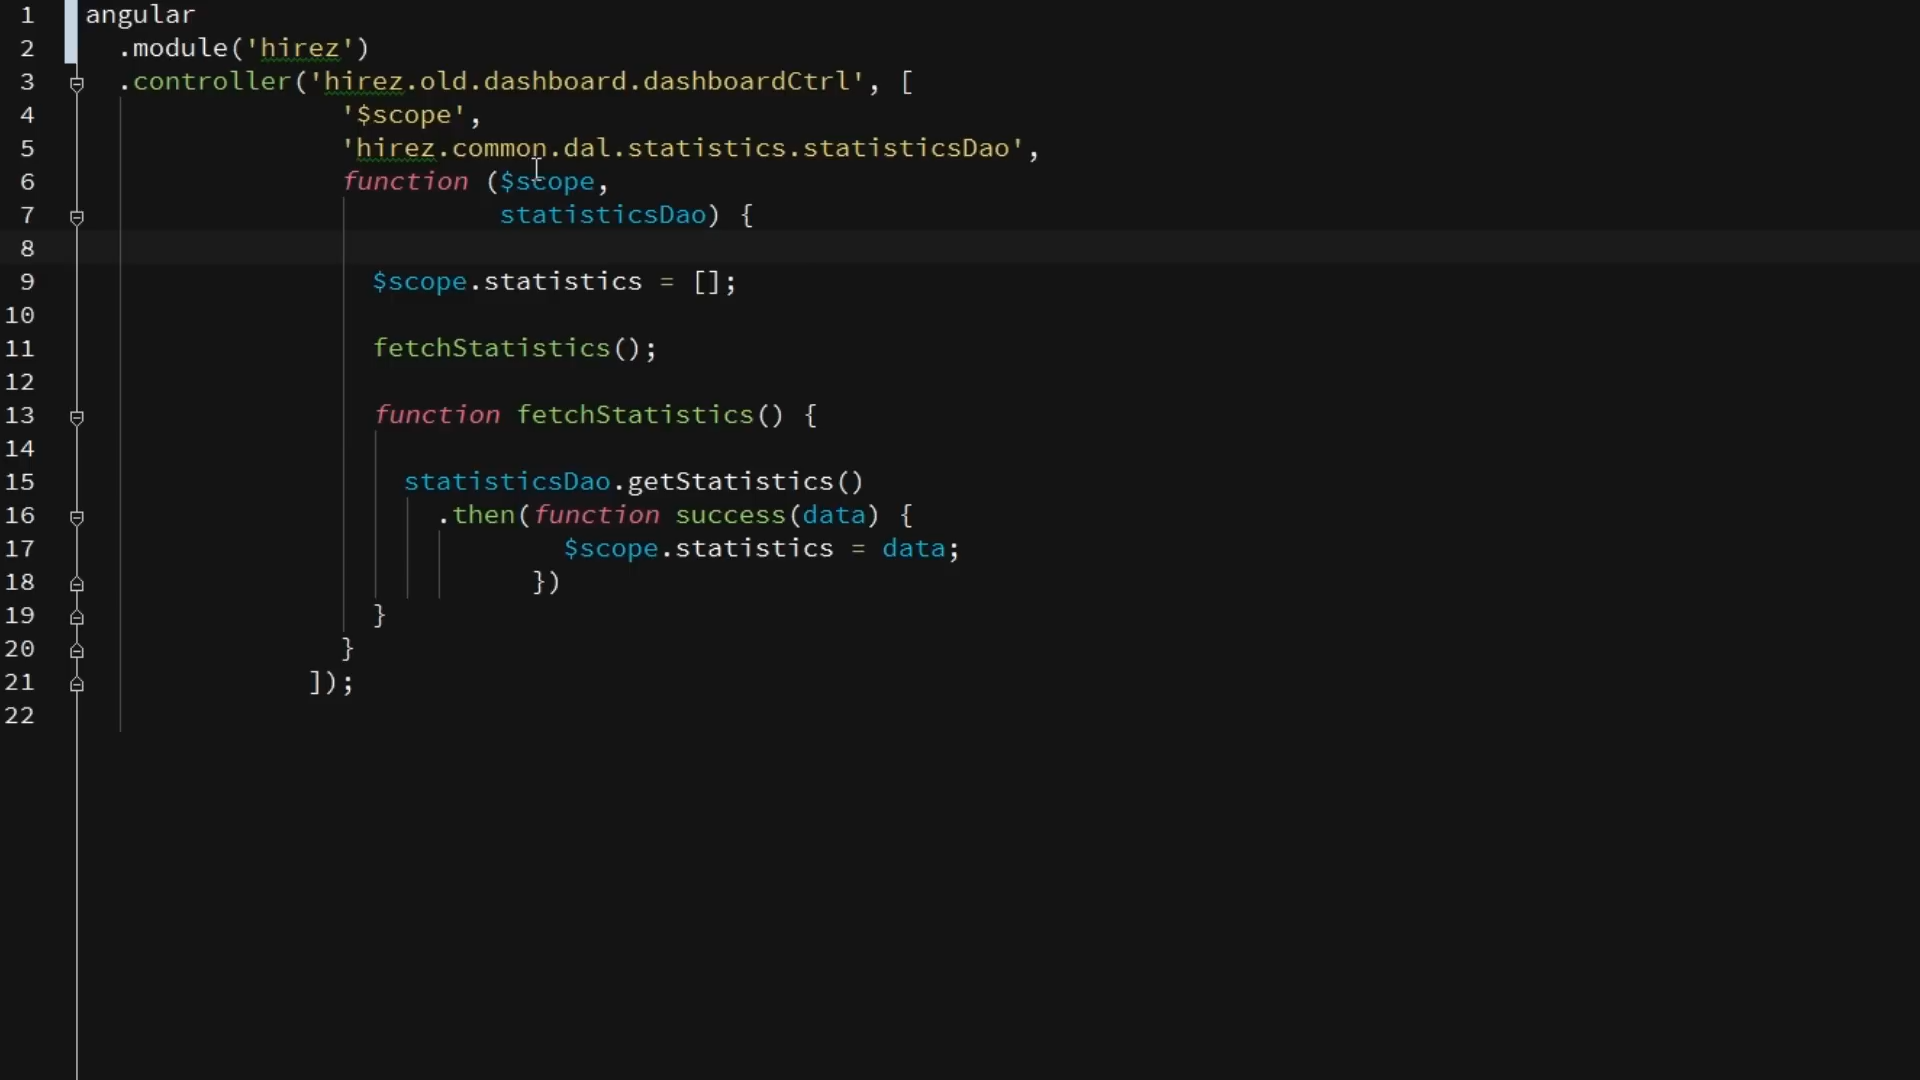 1 angular
2 .module('hirez')
3 .controller('hirez.old.dashboard.dashboardCtrl', [
4 '$scope',
5 'hirez.common.dal.statistics.statisticsDao',
6 function ($scope,
7 statisticsDao) {
8
9 $scope.statistics = [];
10
11 fetchStatistics();
12
13 function fetchStatistics() {
14
15 statisticsDao.getStatistics()
16 .then(function success(data) {
17 $scope.statistics = data;
18 })
19 }
20 }
21 ]);
22